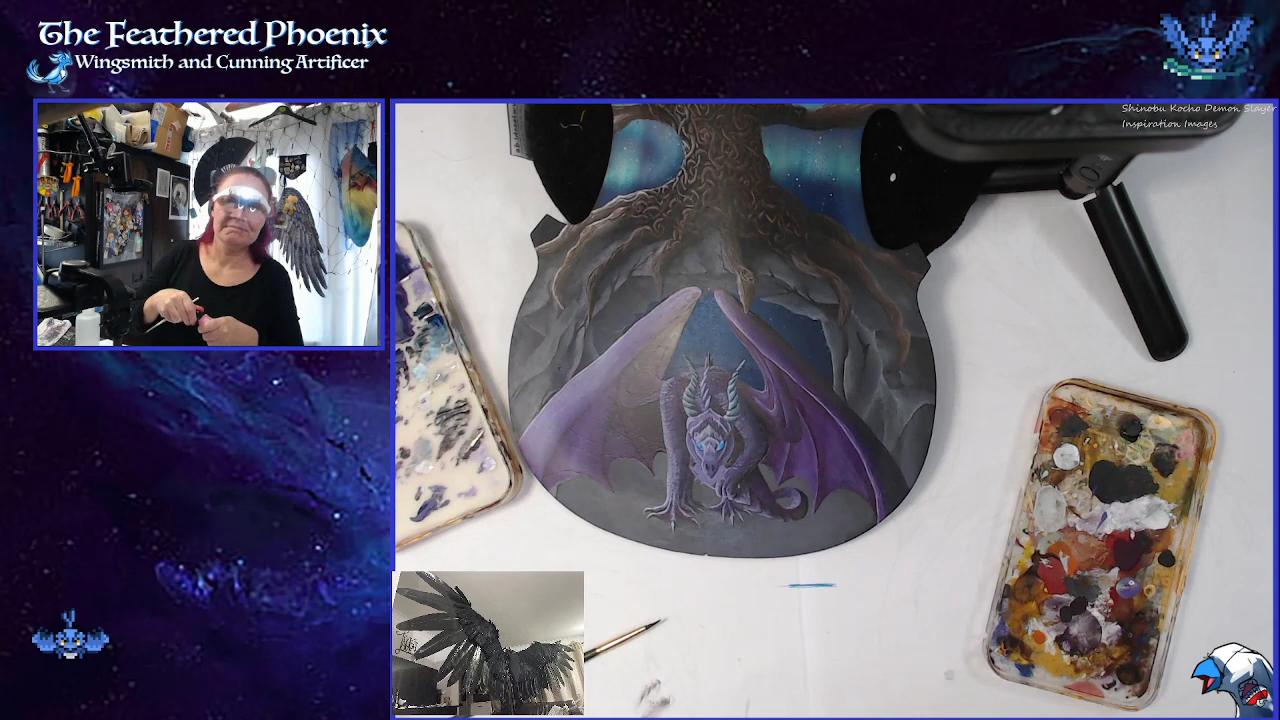 The Feathered Phoenix
Wingsmith and Cunning Artificer
Shinobu Kocho Demon Slayer
Inspiration Images